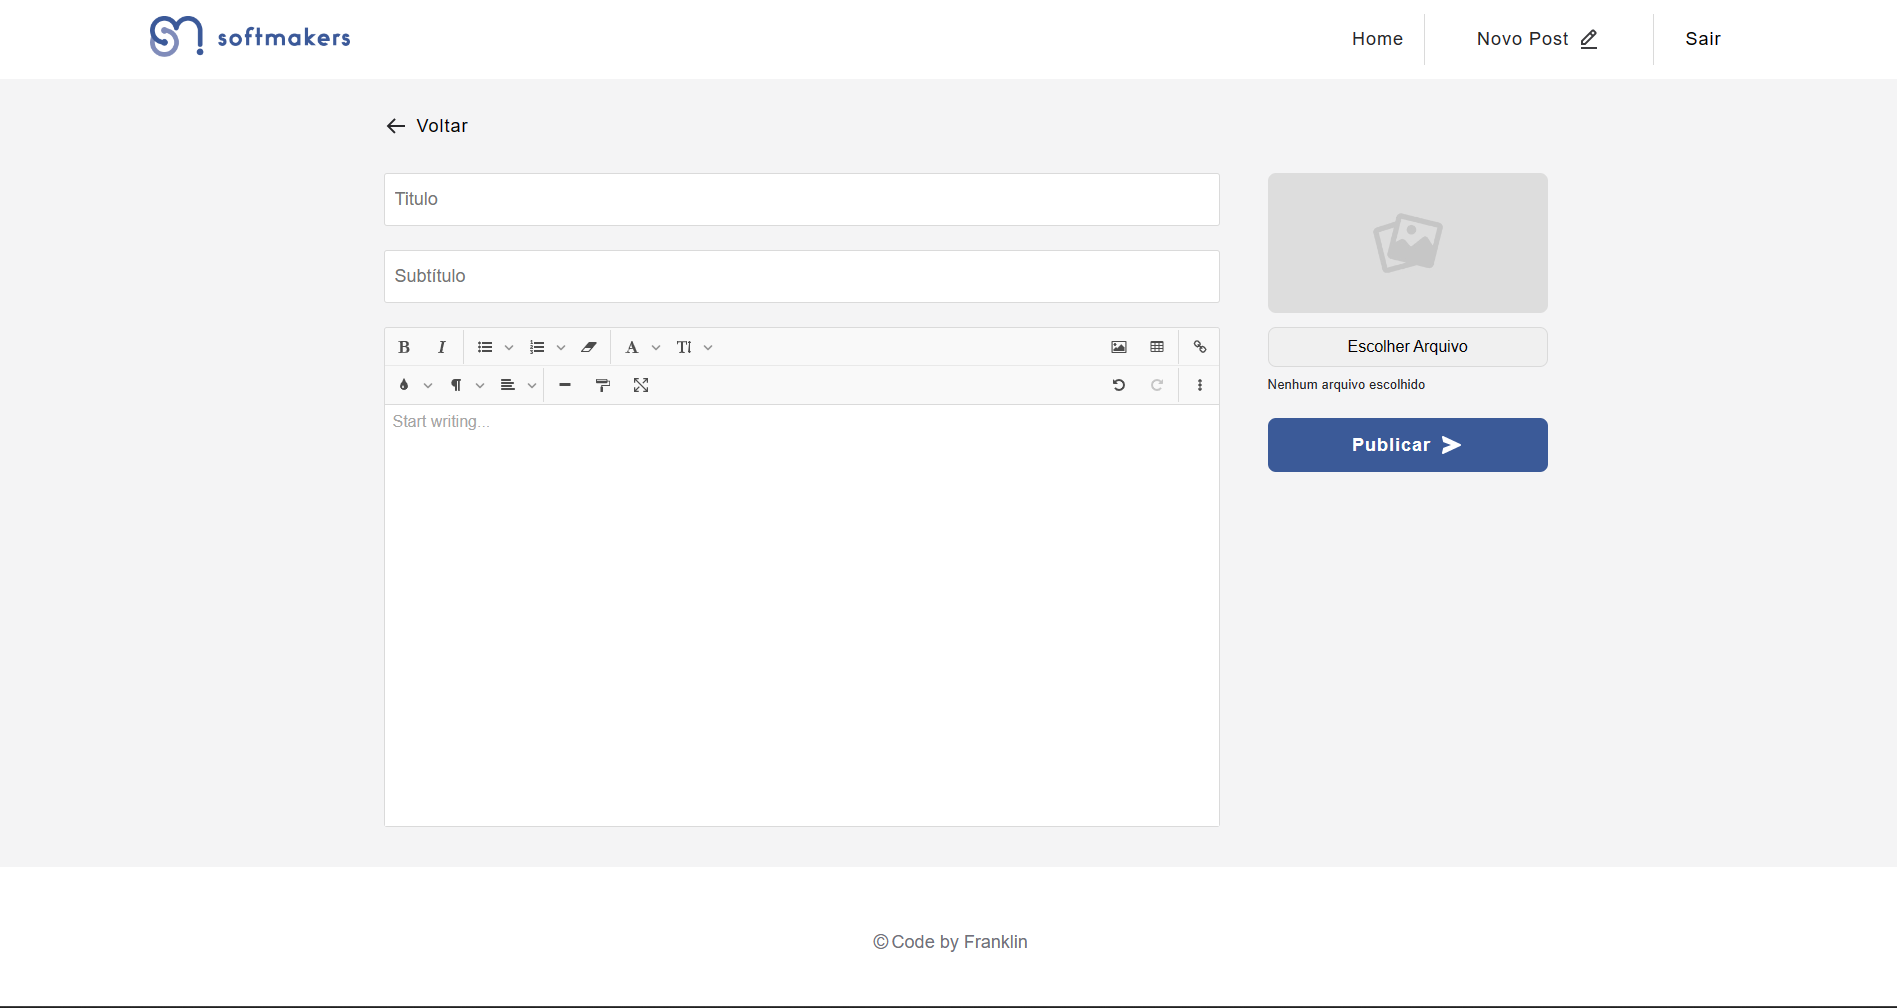 softmakers
Home
Novo Post
Sair
Voltar
Titulo
Subtítulo
B I A TI
Start writing...
Escolher Arquivo
Nenhum arquivo escolhido
Publicar
© Code by Franklin